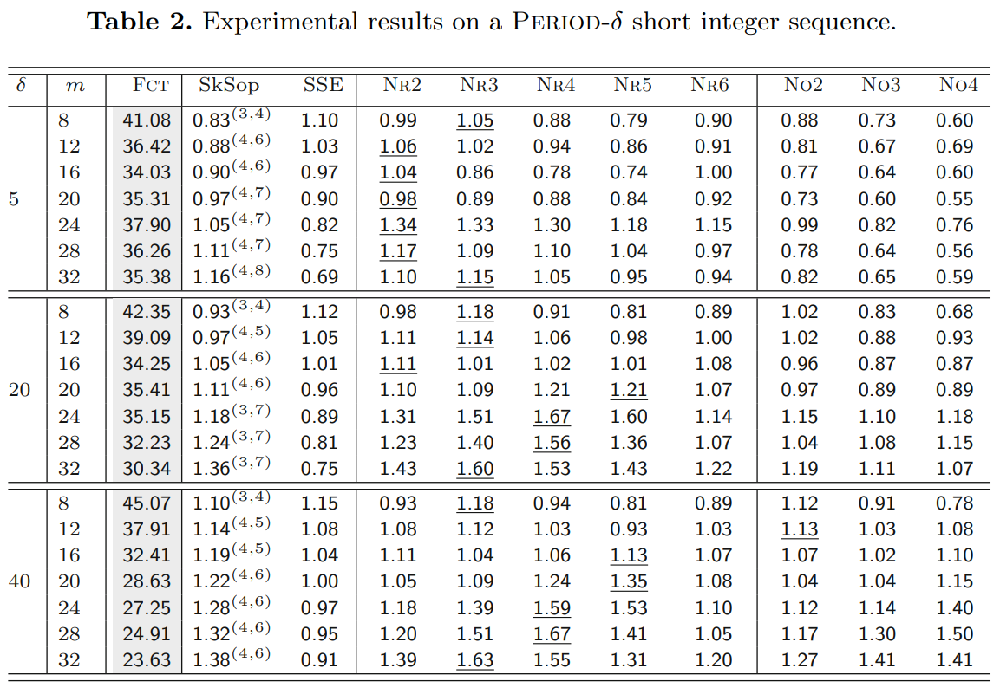 Table 2. Experimental results on a PERIOD-δ short integer sequence.
δ m FCT SKSOP SSE NR2 NR3 NR4 NR5 NR6 NO2 NO3 NO4
8 41.08 0.83(3,4) 1.10 0.99 1.05 0.88 0.79 0.90 0.88 0.73 0.60
12 36.42 0.88(4,6) 1.03 1.06 1.02 0.94 0.86 0.91 0.81 0.67 0.69
16 34.03 0.90(4,6) 0.97 1.04 0.86 0.78 0.74 1.00 0.77 0.64 0.60
5 20 35.31 0.97(4,7) 0.90 0.98 0.89 0.88 0.84 0.92 0.73 0.60 0.55
24 37.90 1.05(4,7) 0.82 1.34 1.33 1.30 1.18 1.15 0.99 0.82 0.76
28 36.26 1.11(4,7) 0.75 1.17 1.09 1.10 1.04 0.97 0.78 0.64 0.56
32 35.38 1.16(4,8) 0.69 1.10 1.15 1.05 0.95 0.94 0.82 0.65 0.59
8 42.35 0.93(3,4) 1.12 0.98 1.18 0.91 0.81 0.89 1.02 0.83 0.68
12 39.09 0.97(4,5) 1.05 1.11 1.14 1.06 0.98 1.00 1.02 0.88 0.93
16 34.25 1.05(4,6) 1.01 1.11 1.01 1.02 1.01 1.08 0.96 0.87 0.87
20 20 35.41 1.11(4,6) 0.96 1.10 1.09 1.21 1.21 1.07 0.97 0.89 0.89
24 35.15 1.18(3,7) 0.89 1.31 1.51 1.67 1.60 1.14 1.15 1.10 1.18
28 32.23 1.24(3,7) 0.81 1.23 1.40 1.56 1.36 1.07 1.04 1.08 1.15
32 30.34 1.36(3,7) 0.75 1.43 1.60 1.53 1.43 1.22 1.19 1.11 1.07
8 45.07 1.10(3,4) 1.15 0.93 1.18 0.94 0.81 0.89 1.12 0.91 0.78
12 37.91 1.14(4,5) 1.08 1.08 1.12 1.03 0.93 1.03 1.13 1.03 1.08
16 32.41 1.19(4,5) 1.04 1.11 1.04 1.06 1.13 1.07 1.07 1.02 1.10
40 20 28.63 1.22(4,6) 1.00 1.05 1.09 1.24 1.35 1.08 1.04 1.04 1.15
24 27.25 1.28(4,6) 0.97 1.18 1.39 1.59 1.53 1.10 1.12 1.14 1.40
28 24.91 1.32(4,6) 0.95 1.20 1.51 1.67 1.41 1.05 1.17 1.30 1.50
32 23.63 1.38(4,6) 0.91 1.39 1.63 1.55 1.31 1.20 1.27 1.41 1.41